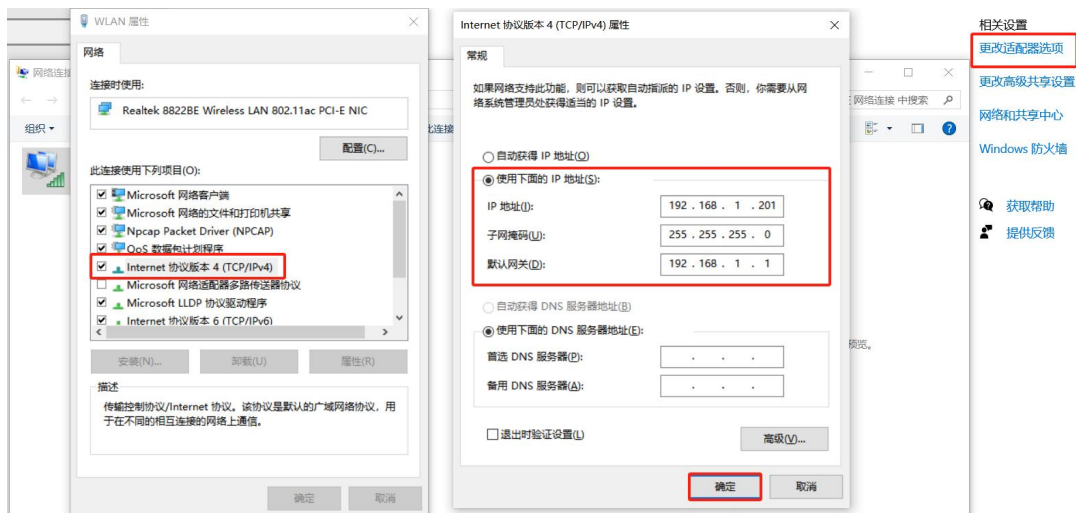 WLAN 属性
网络
连接时使用:
Realtek 8822BE Wireless LAN 802.11ac PCI-E NIC
配置(C)...
此连接使用下列项目(O):
Microsoft 网络客户端
Microsoft 网络的文件和打印机共享
Npcap Packet Driver (NPCAP)
QoS 数据包计划程序
Internet 协议版本 4 (TCP/IPv4)
Microsoft 网络适配器多路传送器协议
Microsoft LLDP 协议驱动程序
Internet 协议版本 6 (TCP/IPv6)
安装(N)...
卸载(U)
属性(R)
描述
传输控制协议/Internet 协议。该协议是默认的广域网络协议，用
于在不同的相互连接的网络上通信。
确定
取消
网络连接
组织
Internet 协议版本 4 (TCP/IPv4) 属性
常规
如果网络支持此功能，则可以获取自动指派的 IP 设置。否则，你需要从网
络系统管理员处获得适当的 IP 设置。
自动获得 IP 地址(O)
使用下面的 IP 地址(S):
IP 地址(I):
192 . 168 . 1 . 201
子网掩码(U):
255 . 255 . 255 . 0
默认网关(D):
192 . 168 . 1 . 1
自动获得 DNS 服务器地址(B)
使用下面的 DNS 服务器地址(E):
首选 DNS 服务器(P):
备用 DNS 服务器(A):
退出时验证设置(L)
高级(V)...
确定
取消
此连接
网络连接 中搜索
预览。
相关设置
更改适配器选项
更改高级共享设置
网络和共享中心
Windows 防火墙
获取帮助
提供反馈